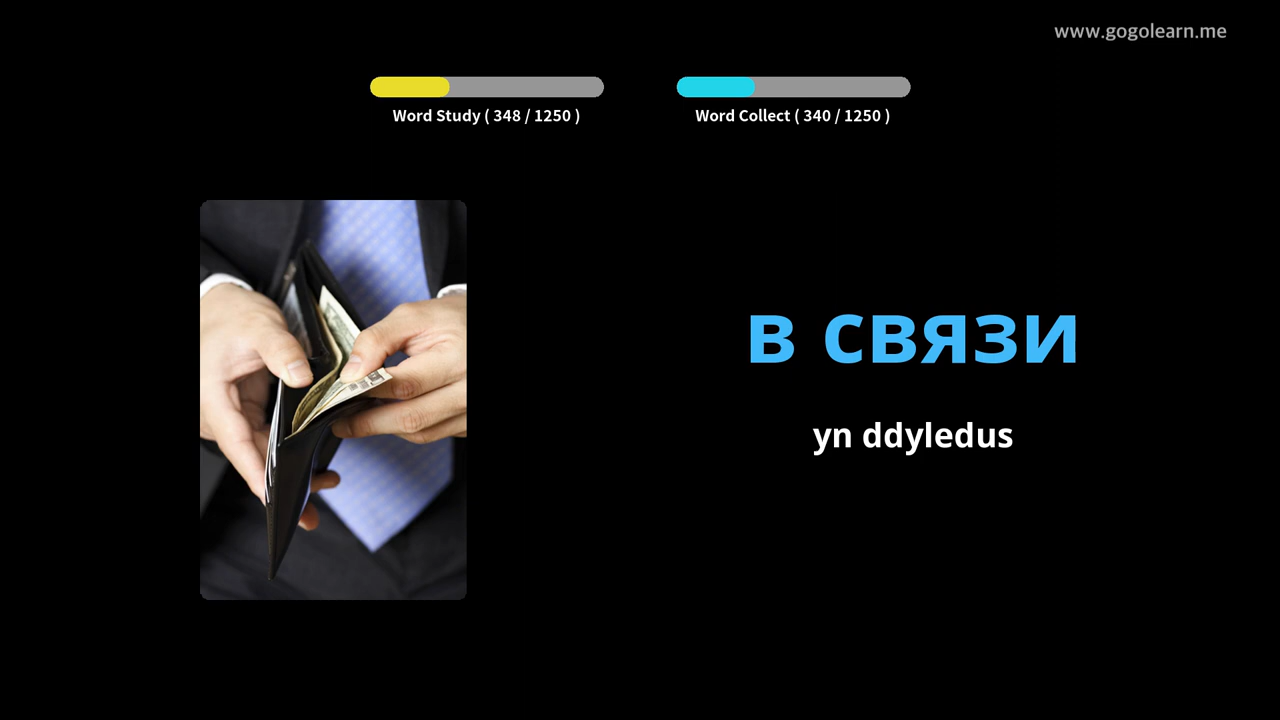 www.gogolearn.me
Word Study ( 348 / 1250 )
Word Collect ( 340 / 1250 )
в связи
yn ddyledus